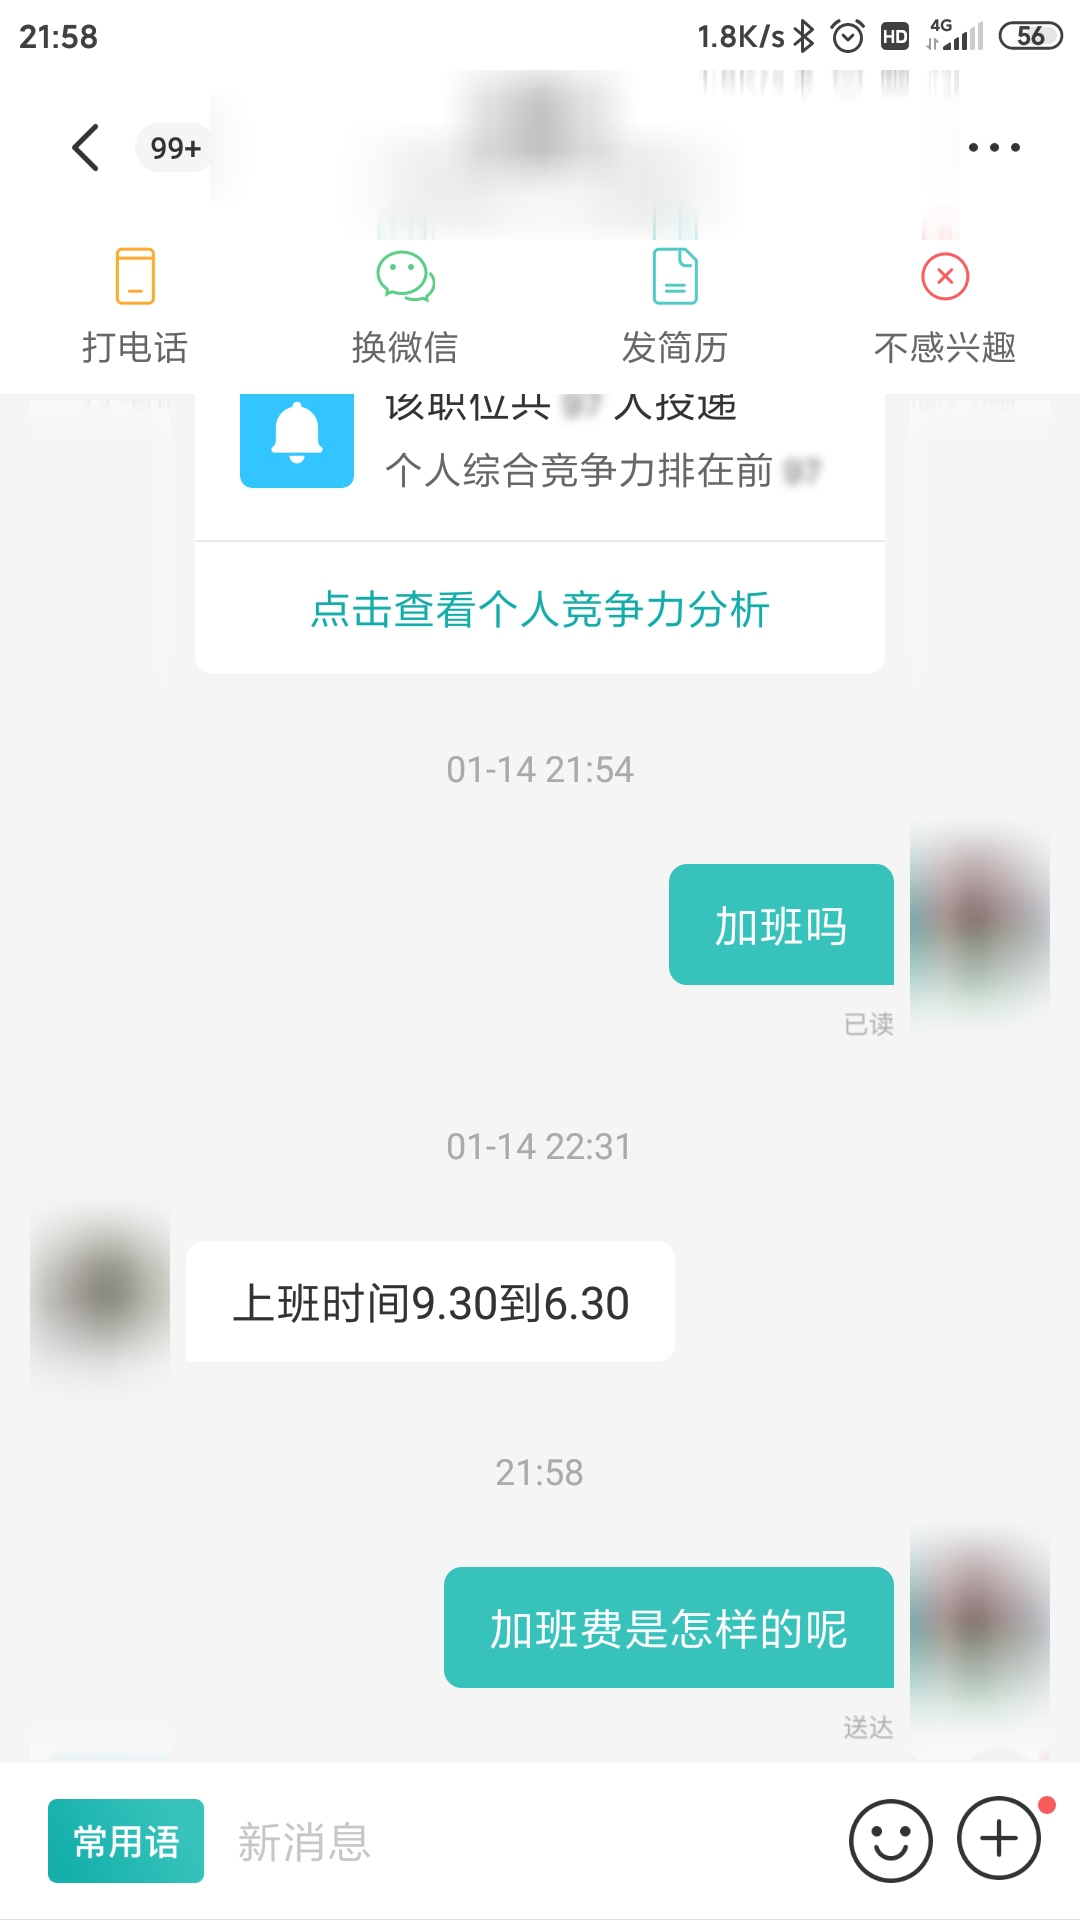 21:58
1.8K/s HD 4G 56
99+
打电话 换微信 发简历 不感兴趣
该职位共 人投递
个人综合竞争力排在前
点击查看个人竞争力分析
01-14 21:54
加班吗
已读
01-14 22:31
上班时间9.30到6.30
21:58
加班费是怎样的呢
送达
常用语 新消息